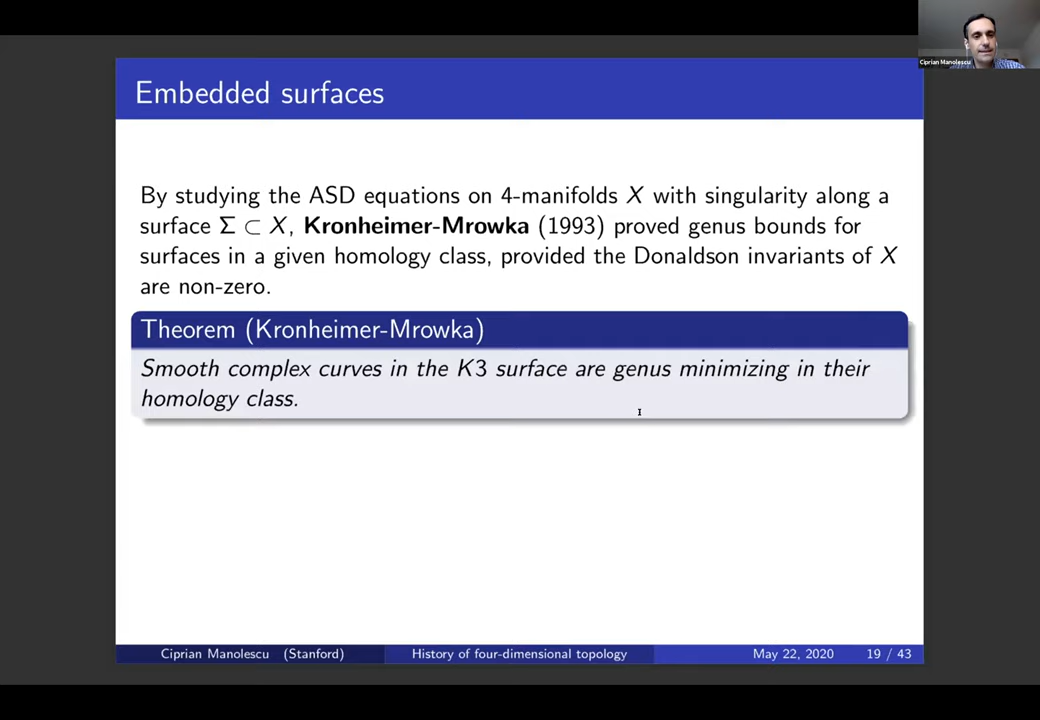 Ciprian Manolescu
Embedded surfaces
By studying the ASD equations on 4-manifolds X with singularity along a
surface Σ ⊂ X, Kronheimer-Mrowka (1993) proved genus bounds for
surfaces in a given homology class, provided the Donaldson invariants of X
are non-zero.
Theorem (Kronheimer-Mrowka)
Smooth complex curves in the K3 surface are genus minimizing in their
homology class.
Ciprian Manolescu (Stanford) History of four-dimensional topology May 22, 2020 19 / 43